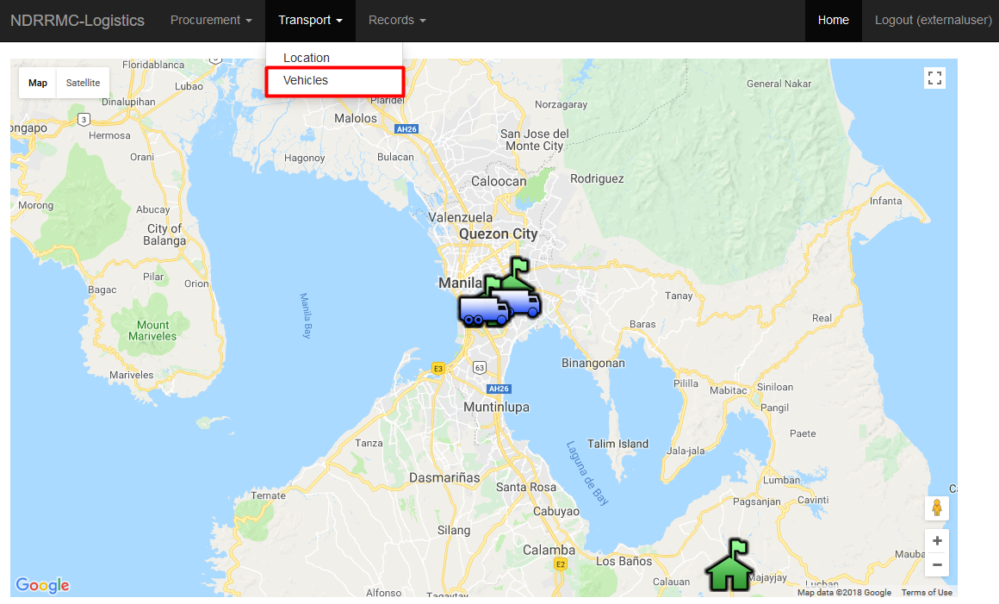 NDRRMC-Logistics Procurement Transport Records Home Logout (externaluser)
Location
Vehicles
Map Satellite
Floridablanca
Lubao
Dinalupihan
Plaridel
General Nakar
Norzagaray
3
ongapo
Hermosa
Malolos
AH26
San Jose del
Monte City
Orani
Hagonoy
Bulacan
Caloocan
Rodriguez
Morong
Abucay
Infanta
Valenzuela
City of
Balanga
Quezon City
Pilar
Orion
Manila
Bagac
Manila Bay
Tanay
Mount
Mariveles
Baras
Real
Binangonan
E3
63
Mariveles
AH26
Pililla
Mabitac
Siniloan
Muntinlupa
Pangil
Paete
Tanza
Talim Island
Jala-jala
Laguna de Bay
Dasmariñas
Santa Rosa
Lumban
Ternate
Pagsanjan
Cavinti
Cabuyao
Silang
Calamba
E2
Los Baños
Mauba
Calauan
Majayjay
Lucban
Google
Alfonso
Tagaytay
Map data ©2018 Google Terms of Use